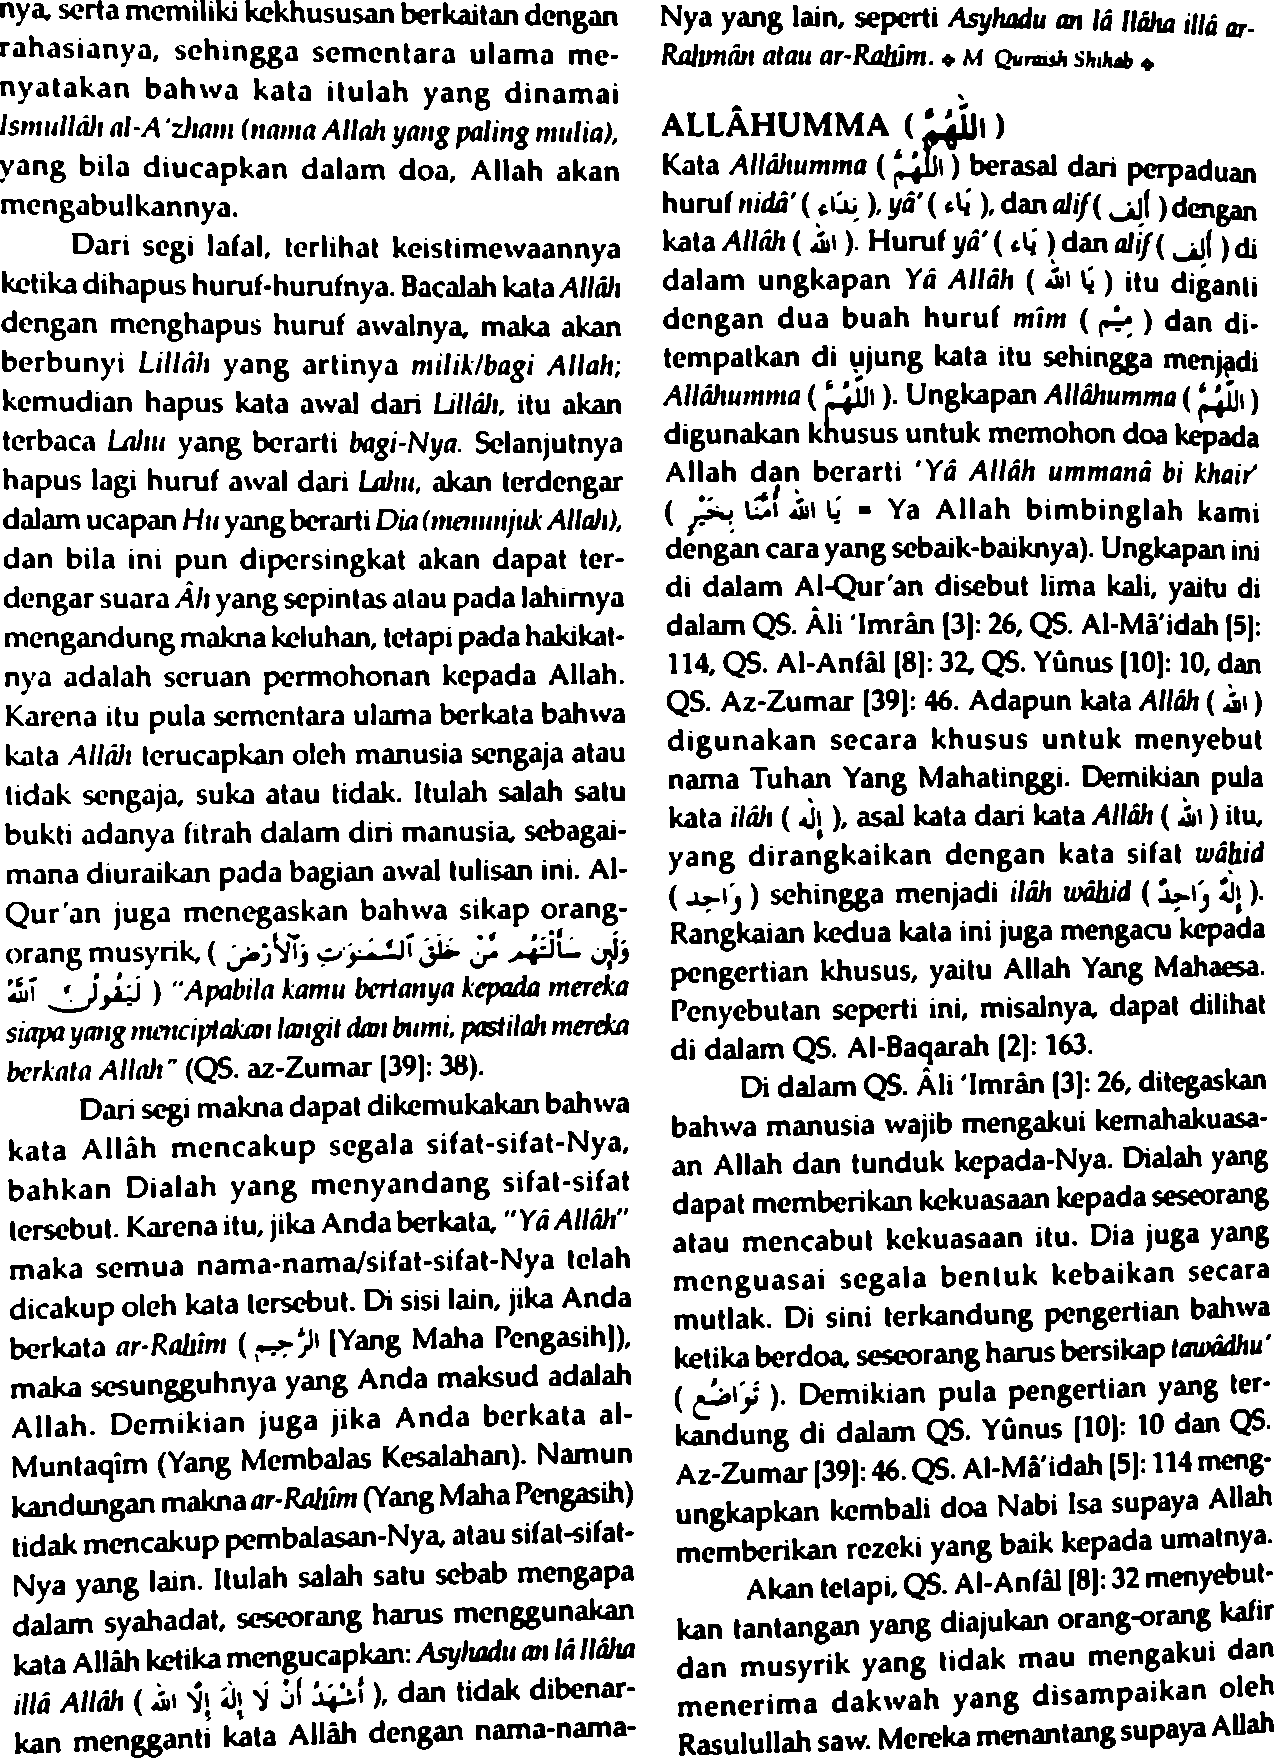 nya, serta memiliki kekhususan berkaitan dengan
rahasianya, sehingga sementara ulama me-
nyatakan bahwa kata itulah yang dinamai
Ismullâh al-A'zham (nama Allah yang paling mulia),
yang bila diucapkan dalam doa, Allah akan
mengabulkannya.
Dari segi lafal, terlihat keistimewaannya
ketika dihapus huruf-hurufnya. Bacalah kata Allâh
dengan menghapus huruf awalnya, maka akan
berbunyi Lillâh yang artinya milik/bagi Allah;
kemudian hapus kata awal dari Lillâh, itu akan
terbaca Lahu yang berarti bagi-Nya. Selanjutnya
hapus lagi huruf awal dari Lahu, akan terdengar
dalam ucapan Hu yang berarti Dia (menunjuk Allah),
dan bila ini pun dipersingkat akan dapat ter-
dengar suara Âh yang sepintas atau pada lahirnya
mengandung makna keluhan, tetapi pada hakikat-
nya adalah seruan permohonan kepada Allah.
Karena itu pula sementara ulama berkata bahwa
kata Allâh terucapkan oleh manusia sengaja atau
tidak sengaja, suka atau tidak. Itulah salah satu
bukti adanya fitrah dalam diri manusia, sebagai-
mana diuraikan pada bagian awal tulisan ini. Al-
Qur'an juga menegaskan bahwa sikap orang-
orang musyrik, ( وَلَئِن سَأَلْتَهُم مَّنْ خَلَقَ ٱلسَّمَٰوَٰتِ وَٱلْأَرْضَ
لَيَقُولُنَّ ٱللَّهُ ) "Apabila kamu bertanya kepada mereka
siapa yang menciptakan langit dan bumi, pastilah mereka
berkata Allah" (QS. az-Zumar [39]: 38).
Dari segi makna dapat dikemukakan bahwa
kata Allâh mencakup segala sifat-sifat-Nya,
bahkan Dialah yang menyandang sifat-sifat
tersebut. Karena itu, jika Anda berkata, "Yâ Allâh"
maka semua nama-nama/sifat-sifat-Nya telah
dicakup oleh kata tersebut. Di sisi lain, jika Anda
berkata ar-Rahîm ( الرَّحِيم [Yang Maha Pengasih]),
maka sesungguhnya yang Anda maksud adalah
Allah. Demikian juga jika Anda berkata al-
Muntaqîm (Yang Membalas Kesalahan). Namun
kandungan makna ar-Rahîm (Yang Maha Pengasih)
tidak mencakup pembalasan-Nya, atau sifat-sifat-
Nya yang lain. Itulah salah satu sebab mengapa
dalam syahadat, seseorang harus menggunakan
kata Allâh ketika mengucapkan: Asyhadu an lâ Ilâha
illâ Allâh ( أَشْهَدُ أَنْ لَا إِلَهَ إِلَّا اللهُ ), dan tidak dibenar-
kan mengganti kata Allâh dengan nama-nama-
Nya yang lain, seperti Asyhadu an lâ Ilâha illâ ar-
Rahmân atau ar-Rahîm. ✦ M Quraish Shihab ✦
ALLÂHUMMA ( اللَّهُمَّ )
Kata Allâhumma ( اللَّهُمَّ ) berasal dari perpaduan
huruf nidâ' ( نِدَاء ), yâ' ( يَاء ), dan alif ( أَلِف ) dengan
kata Allâh ( اللهُ ). Huruf yâ' ( يَاء ) dan alif ( أَلِف ) di
dalam ungkapan Yâ Allâh ( يَا اللهُ ) itu diganti
dengan dua buah huruf mîm ( مِيْم ) dan di-
tempatkan di ujung kata itu sehingga menjadi
Allâhumma ( اللَّهُمَّ ). Ungkapan Allâhumma ( اللَّهُمَّ )
digunakan khusus untuk memohon doa kepada
Allah dan berarti 'Yâ Allâh ummanâ bi khair'
( يَا اللهُ أُمَّنَا بِخَيْرٍ = Ya Allah bimbinglah kami
dengan cara yang sebaik-baiknya). Ungkapan ini
di dalam Al-Qur'an disebut lima kali, yaitu di
dalam QS. Âli 'Imrân [3]: 26, QS. Al-Mâ'idah [5]:
114, QS. Al-Anfâl [8]: 32, QS. Yûnus [10]: 10, dan
QS. Az-Zumar [39]: 46. Adapun kata Allâh ( اللهُ )
digunakan secara khusus untuk menyebut
nama Tuhan Yang Mahatinggi. Demikian pula
kata ilâh ( إِلَه ), asal kata dari kata Allâh ( اللهُ ) itu,
yang dirangkaikan dengan kata sifat wâhid
( وَاحِد ) sehingga menjadi ilâh wâhid ( إِلَهٌ وَاحِدٌ ).
Rangkaian kedua kata ini juga mengacu kepada
pengertian khusus, yaitu Allah Yang Mahaesa.
Penyebutan seperti ini, misalnya, dapat dilihat
di dalam QS. Al-Baqarah [2]: 163.
Di dalam QS. Âli 'Imrân [3]: 26, ditegaskan
bahwa manusia wajib mengakui kemahakuasa-
an Allah dan tunduk kepada-Nya. Dialah yang
dapat memberikan kekuasaan kepada seseorang
atau mencabut kekuasaan itu. Dia juga yang
menguasai segala bentuk kebaikan secara
mutlak. Di sini terkandung pengertian bahwa
ketika berdoa, seseorang harus bersikap tawâdhu'
( تَوَاضُع ). Demikian pula pengertian yang ter-
kandung di dalam QS. Yûnus [10]: 10 dan QS.
Az-Zumar [39]: 46. QS. Al-Mâ'idah [5]: 114 meng-
ungkapkan kembali doa Nabi Isa supaya Allah
memberikan rezeki yang baik kepada umatnya.
Akan tetapi, QS. Al-Anfâl [8]: 32 menyebut-
kan tantangan yang diajukan orang-orang kafir
dan musyrik yang tidak mau mengakui dan
menerima dakwah yang disampaikan oleh
Rasulullah saw. Mereka menantang supaya Allah